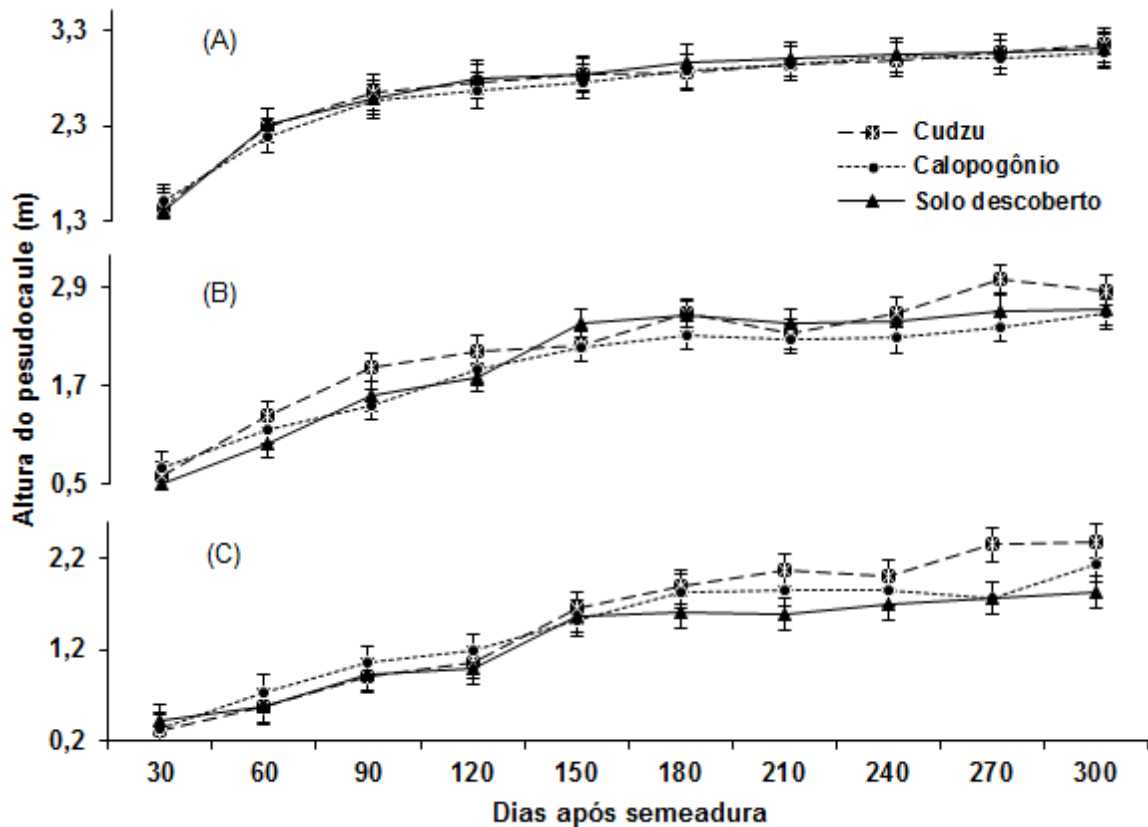 Altura do pesudocaule (m)
(A)
3,3
2,3
1,3
Cudzu
Calopogônio
Solo descoberto
(B)
2,9
1,7
0,5
(C)
2,2
1,2
0,2
30 60 90 120 150 180 210 240 270 300
Dias após semeadura